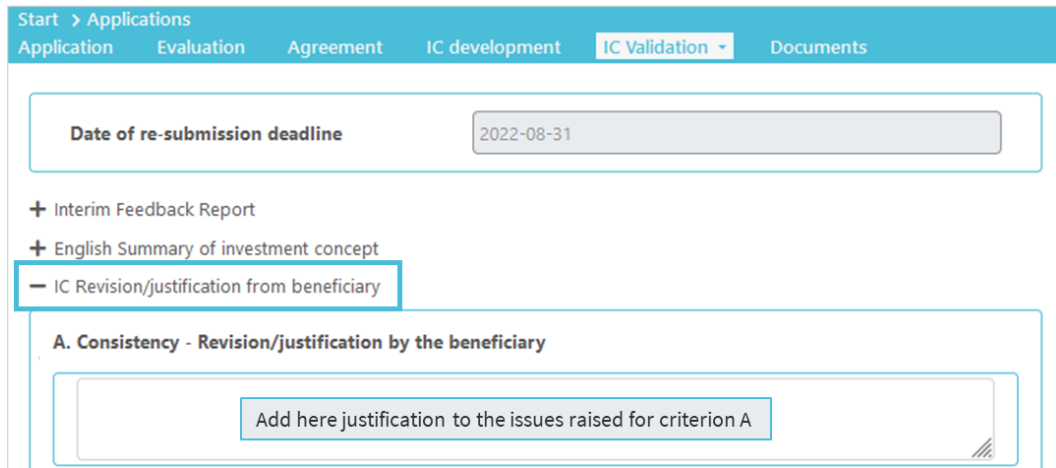 Start > Applications
Application Evaluation Agreement IC development IC Validation Documents
Date of re-submission deadline 2022-08-31
Interim Feedback Report
English Summary of investment concept
IC Revision/justification from beneficiary
A. Consistency - Revision/justification by the beneficiary
Add here justification to the issues raised for criterion A